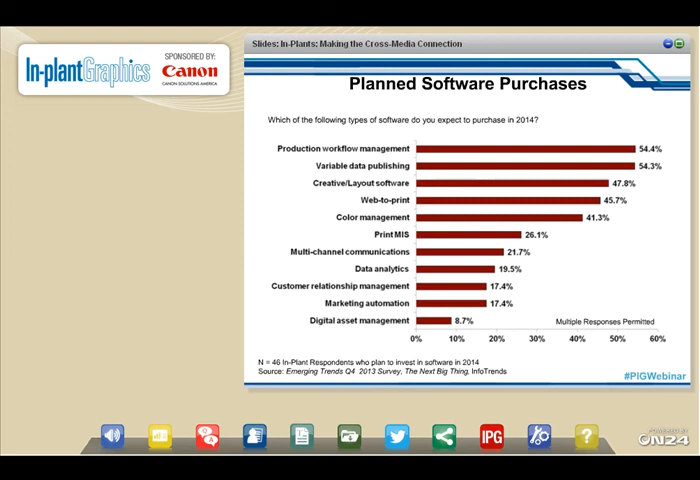 Slides: In-Plants: Making the Cross-Media Connection
In-plantGraphics
SPONSORED BY:
Canon
CANON SOLUTIONS AMERICA
Planned Software Purchases
Which of the following types of software do you expect to purchase in 2014?
Production workflow management 54.4%
Variable data publishing 54.3%
Creative/Layout software 47.8%
Web-to-print 45.7%
Color management 41.3%
Print MIS 26.1%
Multi-channel communications 21.7%
Data analytics 19.5%
Customer relationship management 17.4%
Marketing automation 17.4%
Digital asset management 8.7%
Multiple Responses Permitted
0% 10% 20% 30% 40% 50% 60%
N = 46 In-Plant Respondents who plan to invest in software in 2014
Source: Emerging Trends Q4 2013 Survey, The Next Big Thing, InfoTrends
#PIGWebinar
Q A
IPG
?
POWERED BY
ON24